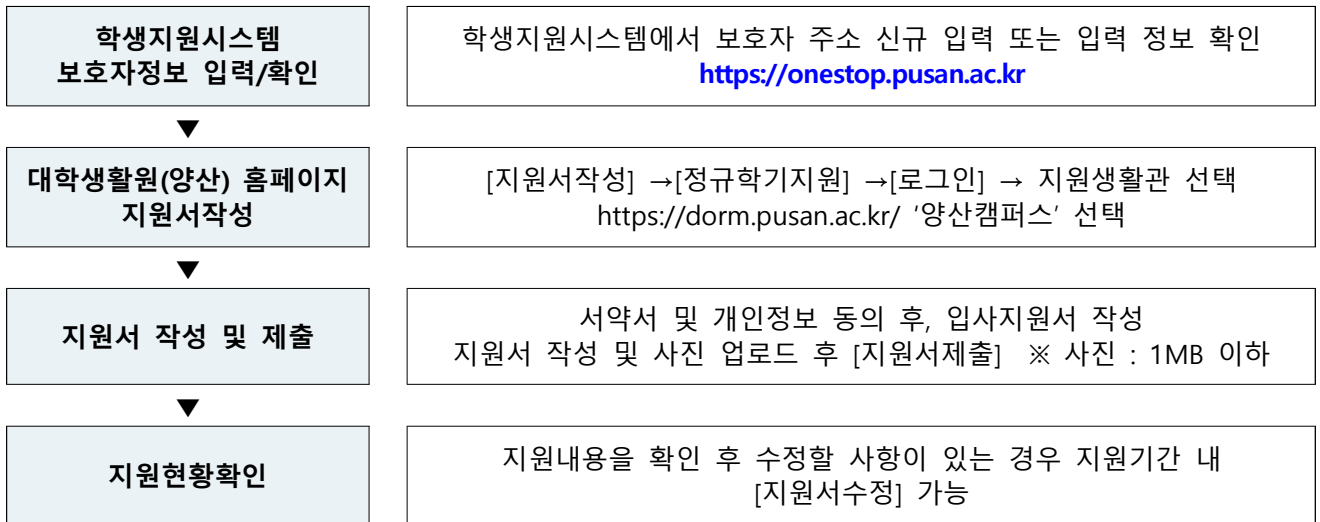 학생지원시스템
보호자정보 입력/확인
학생지원시스템에서 보호자 주소 신규 입력 또는 입력 정보 확인
https://onestop.pusan.ac.kr
▼
대학생활원(양산) 홈페이지
지원서작성
[지원서작성] →[정규학기지원] →[로그인] → 지원생활관 선택
https://dorm.pusan.ac.kr/ ‘양산캠퍼스’ 선택
▼
지원서 작성 및 제출
서약서 및 개인정보 동의 후, 입사지원서 작성
지원서 작성 및 사진 업로드 후 [지원서제출] ※ 사진 : 1MB 이하
▼
지원현황확인
지원내용을 확인 후 수정할 사항이 있는 경우 지원기간 내
[지원서수정] 가능